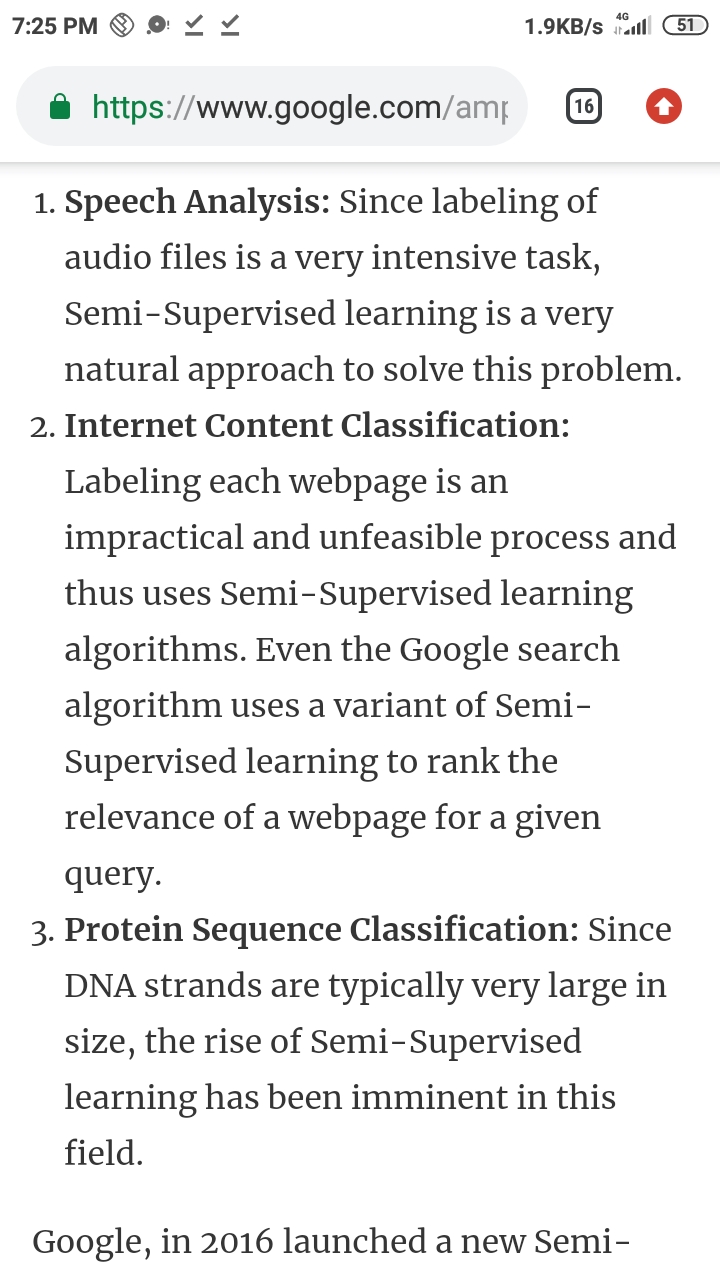 7:25 PM 1.9KB/s 4G 51
https://www.google.com/amp 16
1. Speech Analysis: Since labeling of
audio files is a very intensive task,
Semi-Supervised learning is a very
natural approach to solve this problem.
2. Internet Content Classification:
Labeling each webpage is an
impractical and unfeasible process and
thus uses Semi-Supervised learning
algorithms. Even the Google search
algorithm uses a variant of Semi-
Supervised learning to rank the
relevance of a webpage for a given
query.
3. Protein Sequence Classification: Since
DNA strands are typically very large in
size, the rise of Semi-Supervised
learning has been imminent in this
field.
Google, in 2016 launched a new Semi-